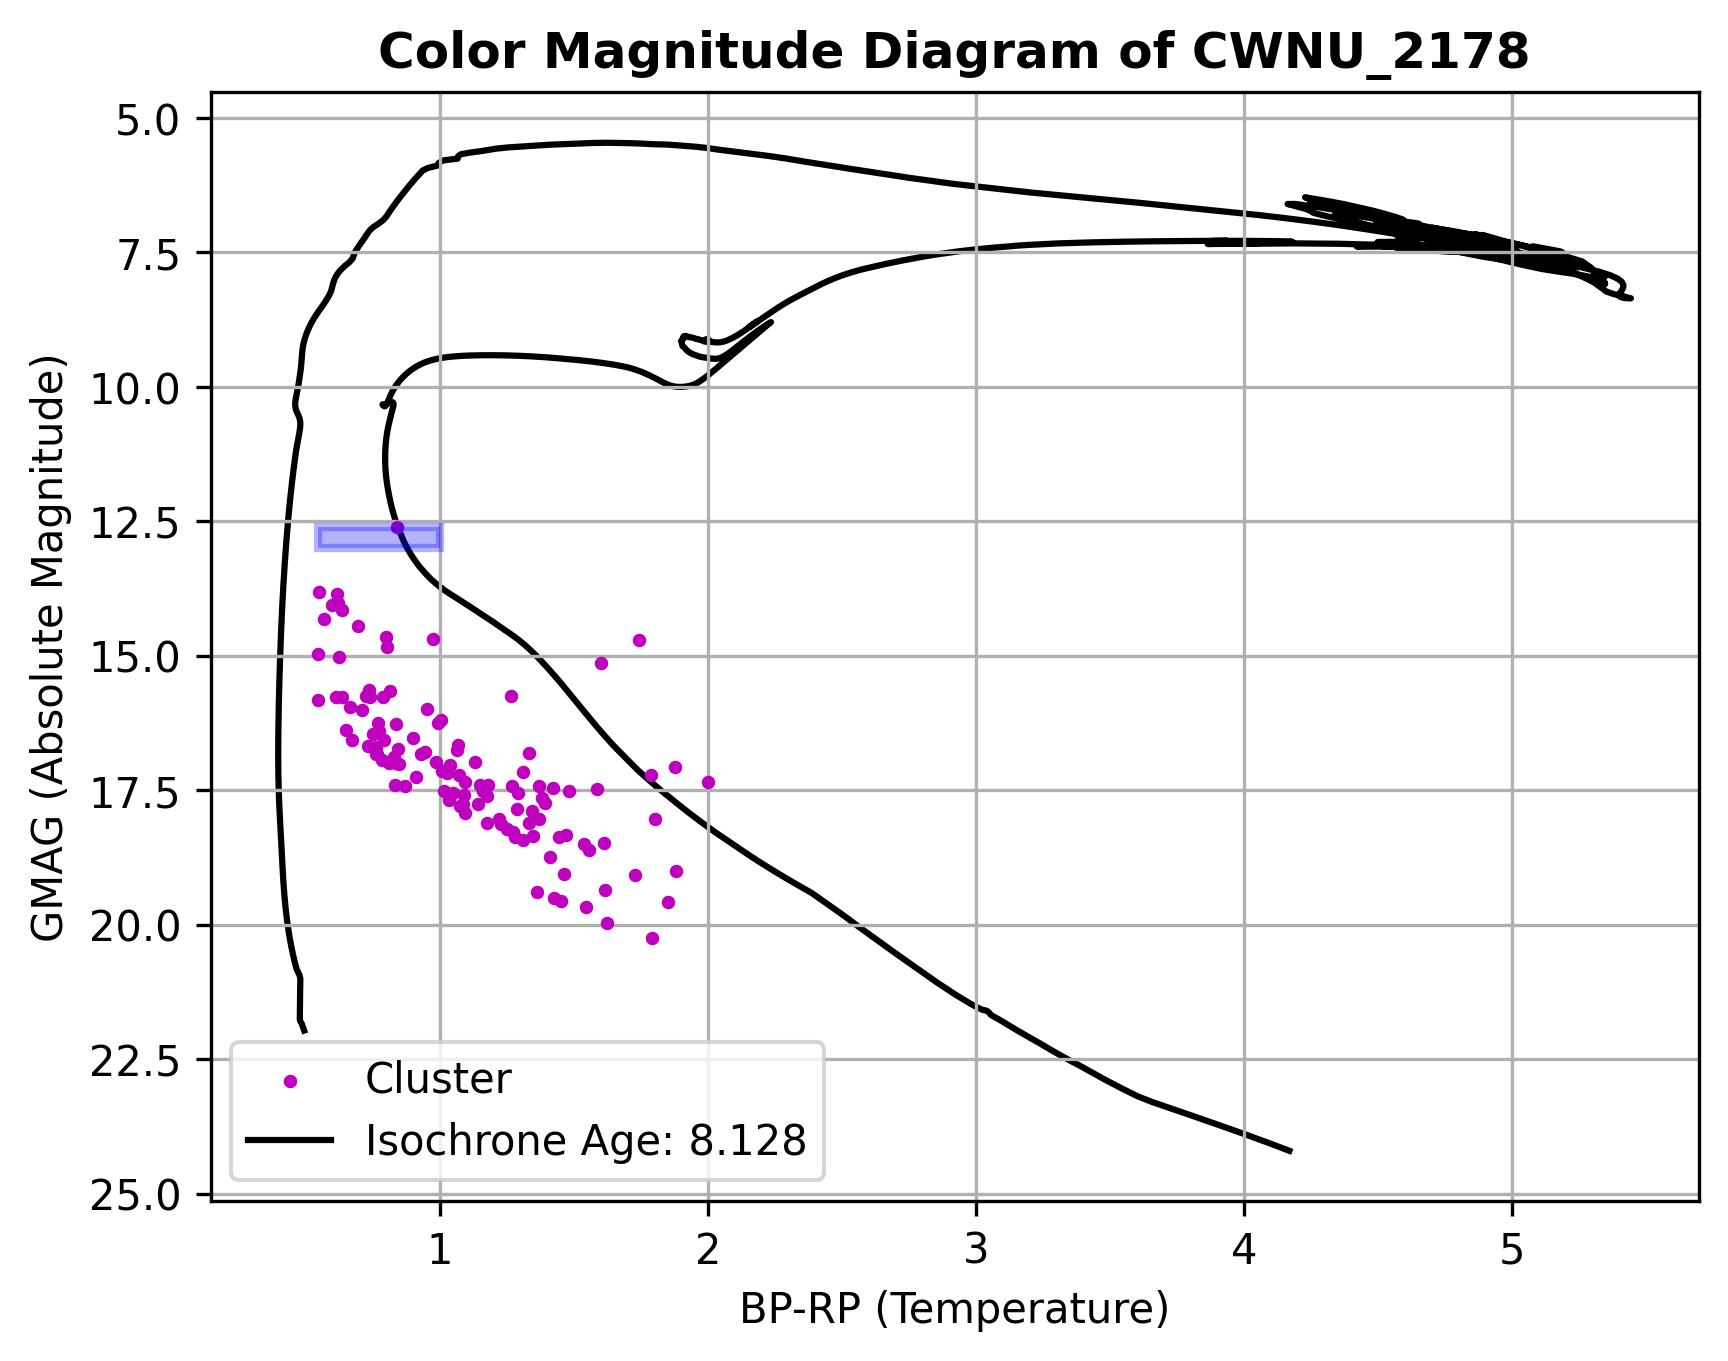 Color Magnitude Diagram of CWNU_2178
GMAG (Absolute Magnitude)
5.0
7.5
10.0
12.5
15.0
17.5
20.0
22.5
25.0
Cluster
Isochrone Age: 8.128
1 2 3 4 5
BP-RP (Temperature)